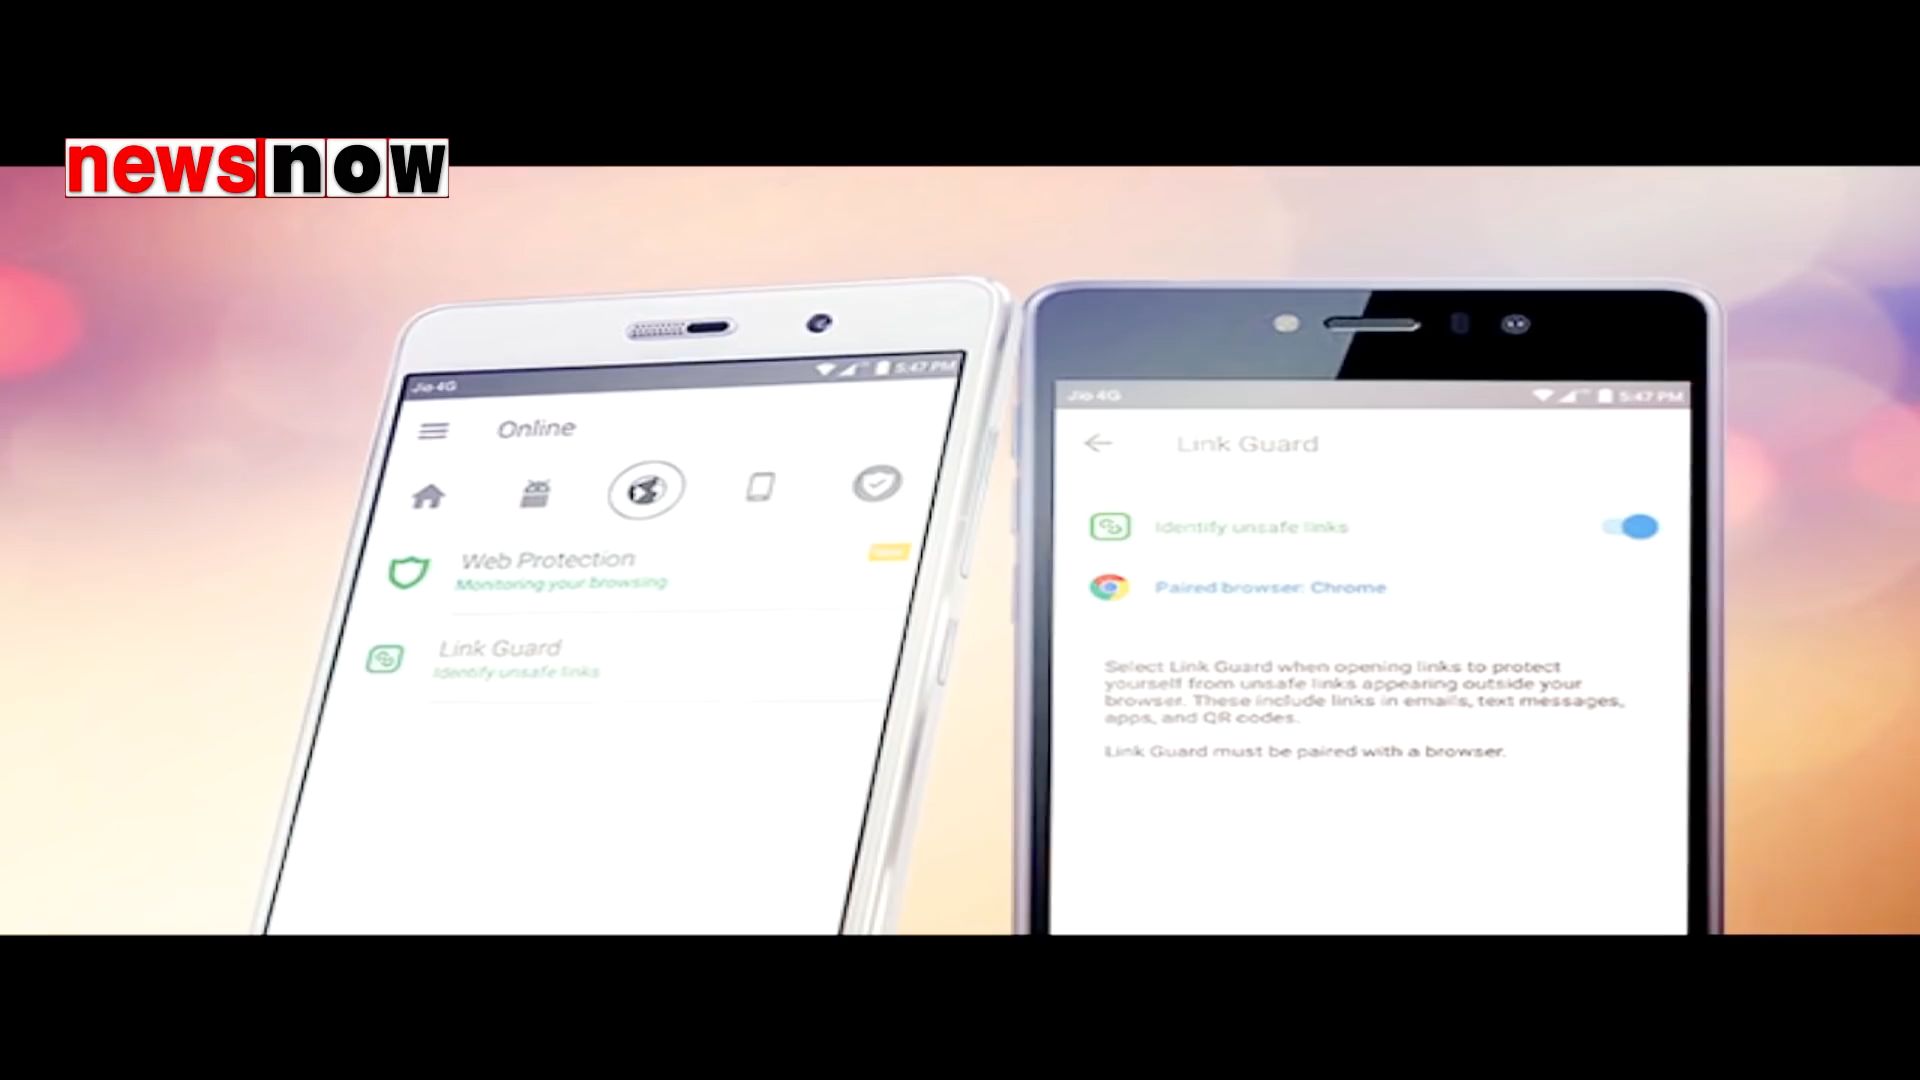 newsnow
Jio 4G
5:47 PM
Online
Web Protection
Monitoring your browsing
Link Guard
Identify unsafe links
Jio 4G
5:47 PM
Link Guard
Identify unsafe links
Paired browser: Chrome
Select Link Guard when opening links to protect
yourself from unsafe links appearing outside your
browser. These include links in emails, text messages,
apps, and QR codes.
Link Guard must be paired with a browser.